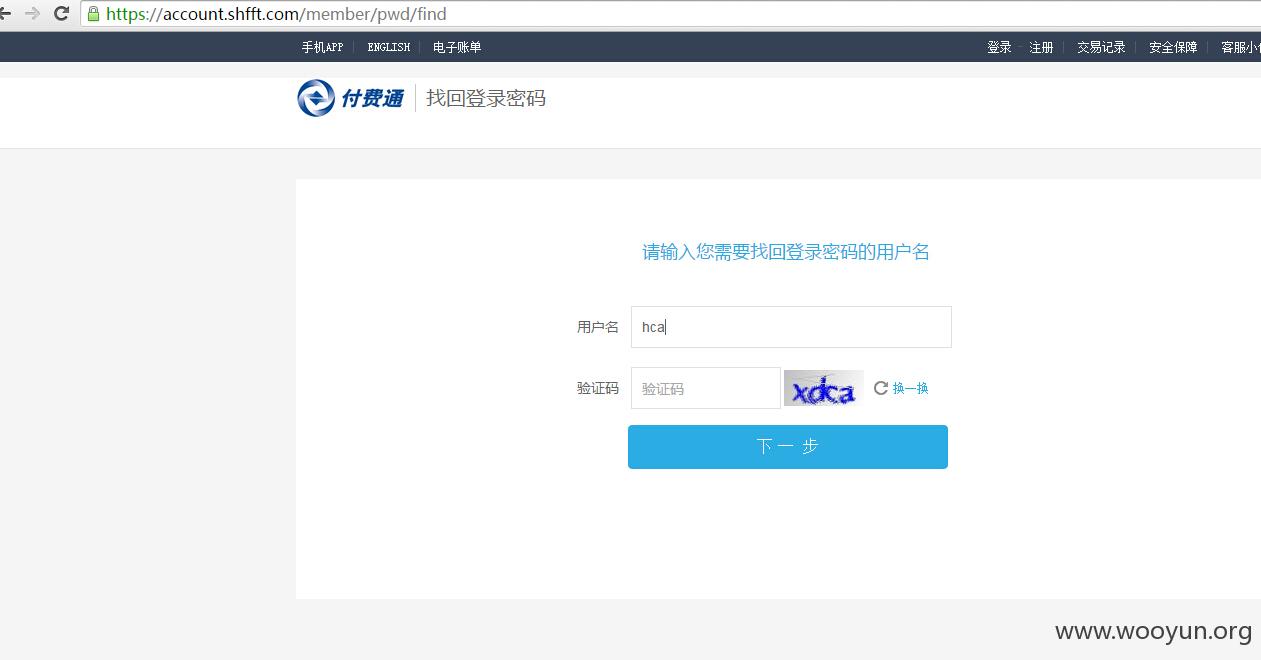 https://account.shfft.com/member/pwd/find
手机APP ENGLISH 电子账单 登录 注册 交易记录 安全保障 客服小
付费通 找回登录密码
请输入您需要找回登录密码的用户名
用户名 hca
验证码 验证码 xdca 换一换
下一步
www.wooyun.org